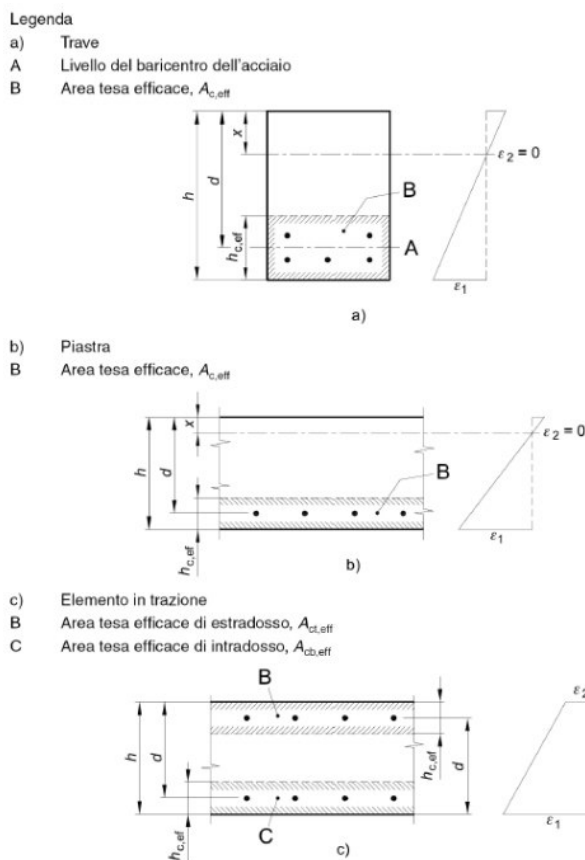 Legenda
a) Trave
A Livello del baricentro dell'acciaio
B Area tesa efficace, Ac,eff
h
d
x
hc,ef
B
A
ε2 = 0
ε1
a)
b) Piastra
B Area tesa efficace, Ac,eff
h
d
x
hc,ef
B
ε2 = 0
ε1
b)
c) Elemento in trazione
B Area tesa efficace di estradosso, Act,eff
C Area tesa efficace di intradosso, Acb,eff
B
h
d
hc,ef
hc,ef
d
C
ε2
ε1
c)